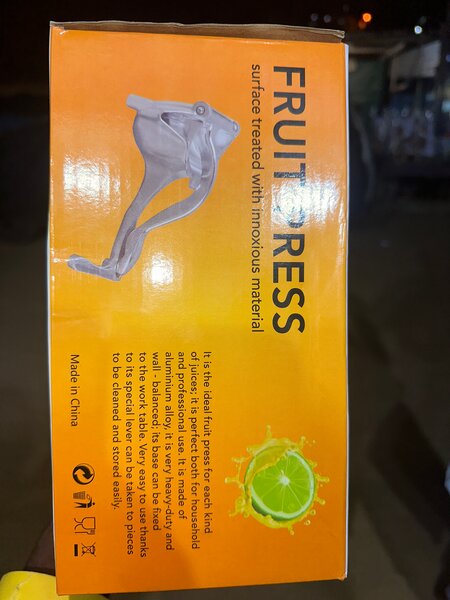 FRUIT PRESS
surface treated with innoxious material
It is the ideal fruit press for each kind
of juices; it is perfect both for household
and professional use. It is made of
aluminium alloy, it is very heavy-duty and
wall - balanced; its base can be fixed
to the work table. Very easy to use thanks
to its special lever can be taken to pieces
to be cleaned and stored easily.
Made in China